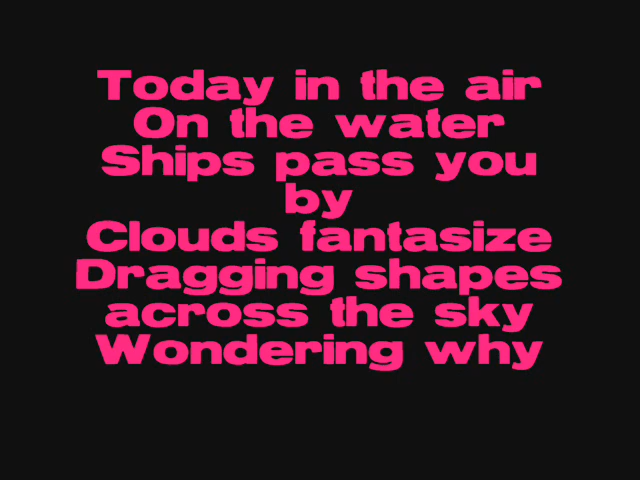 Today in the air
On the water
Ships pass you
by
Clouds fantasize
Dragging shapes
across the sky
Wondering why